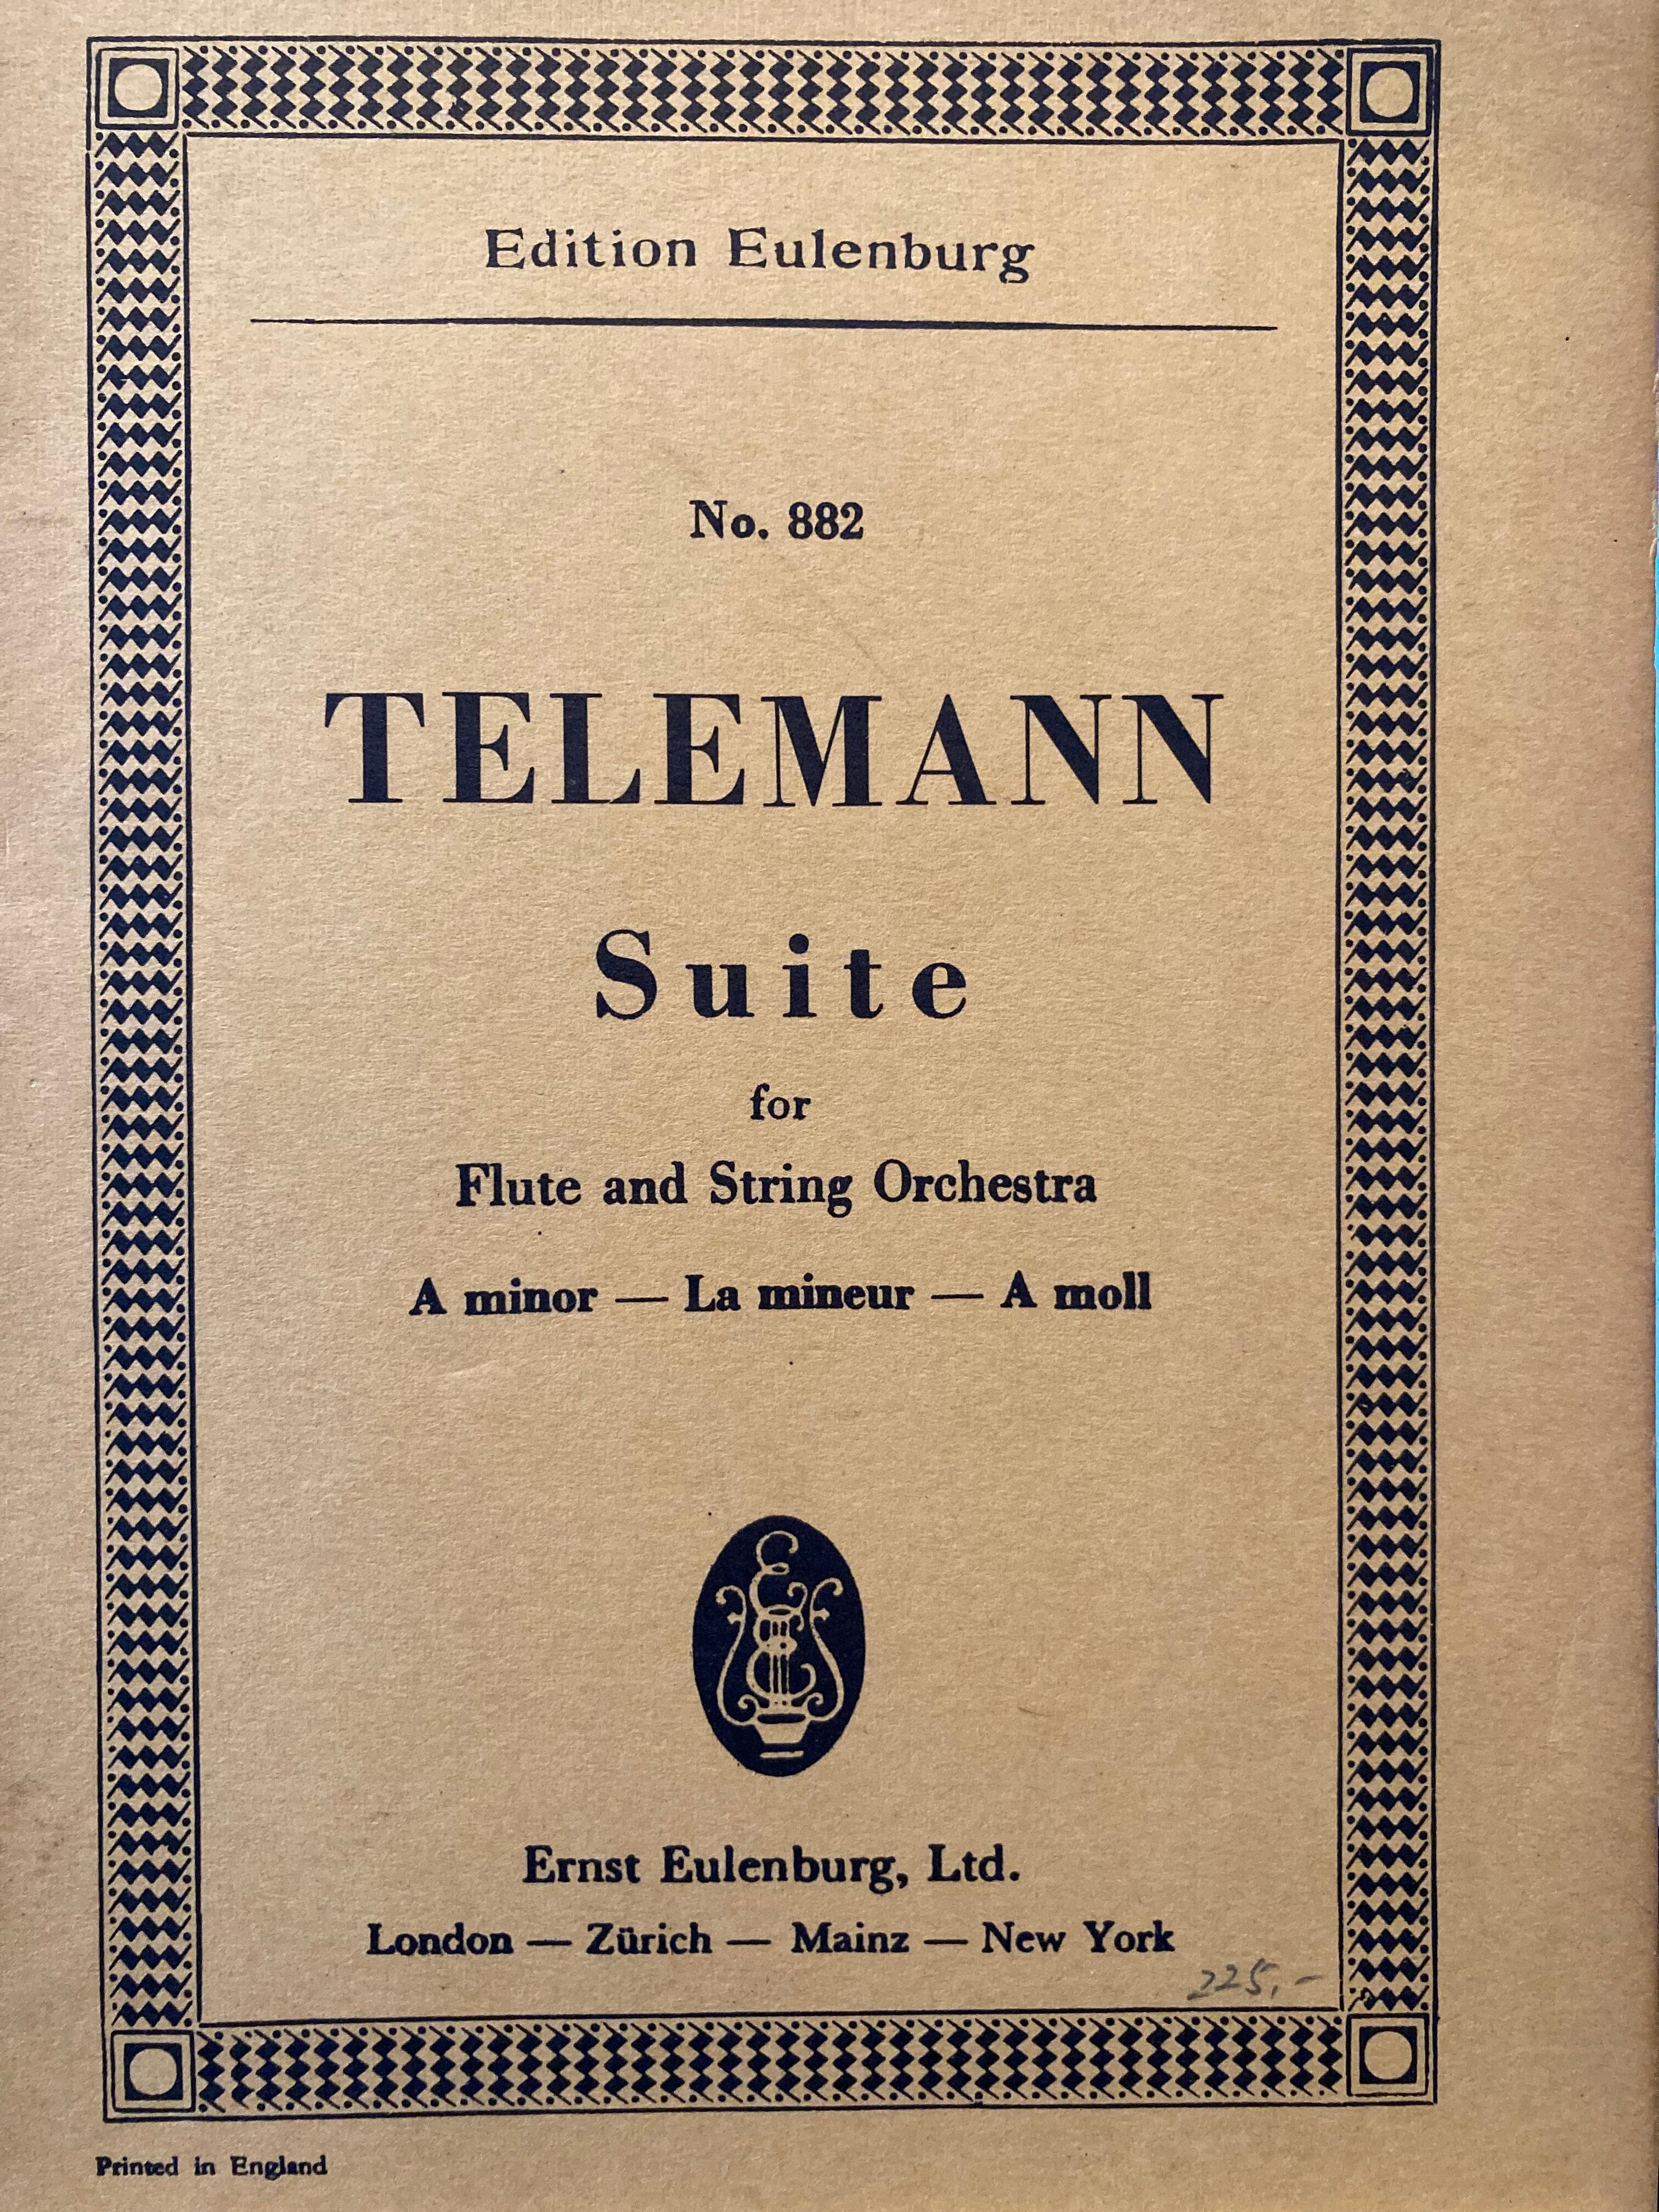 Edition Eulenburg
No. 882
TELEMANN
Suite
for
Flute and String Orchestra
A minor — La mineur — A moll
Ernst Eulenburg, Ltd.
London — Zürich — Mainz — New York
225,-
Printed in England